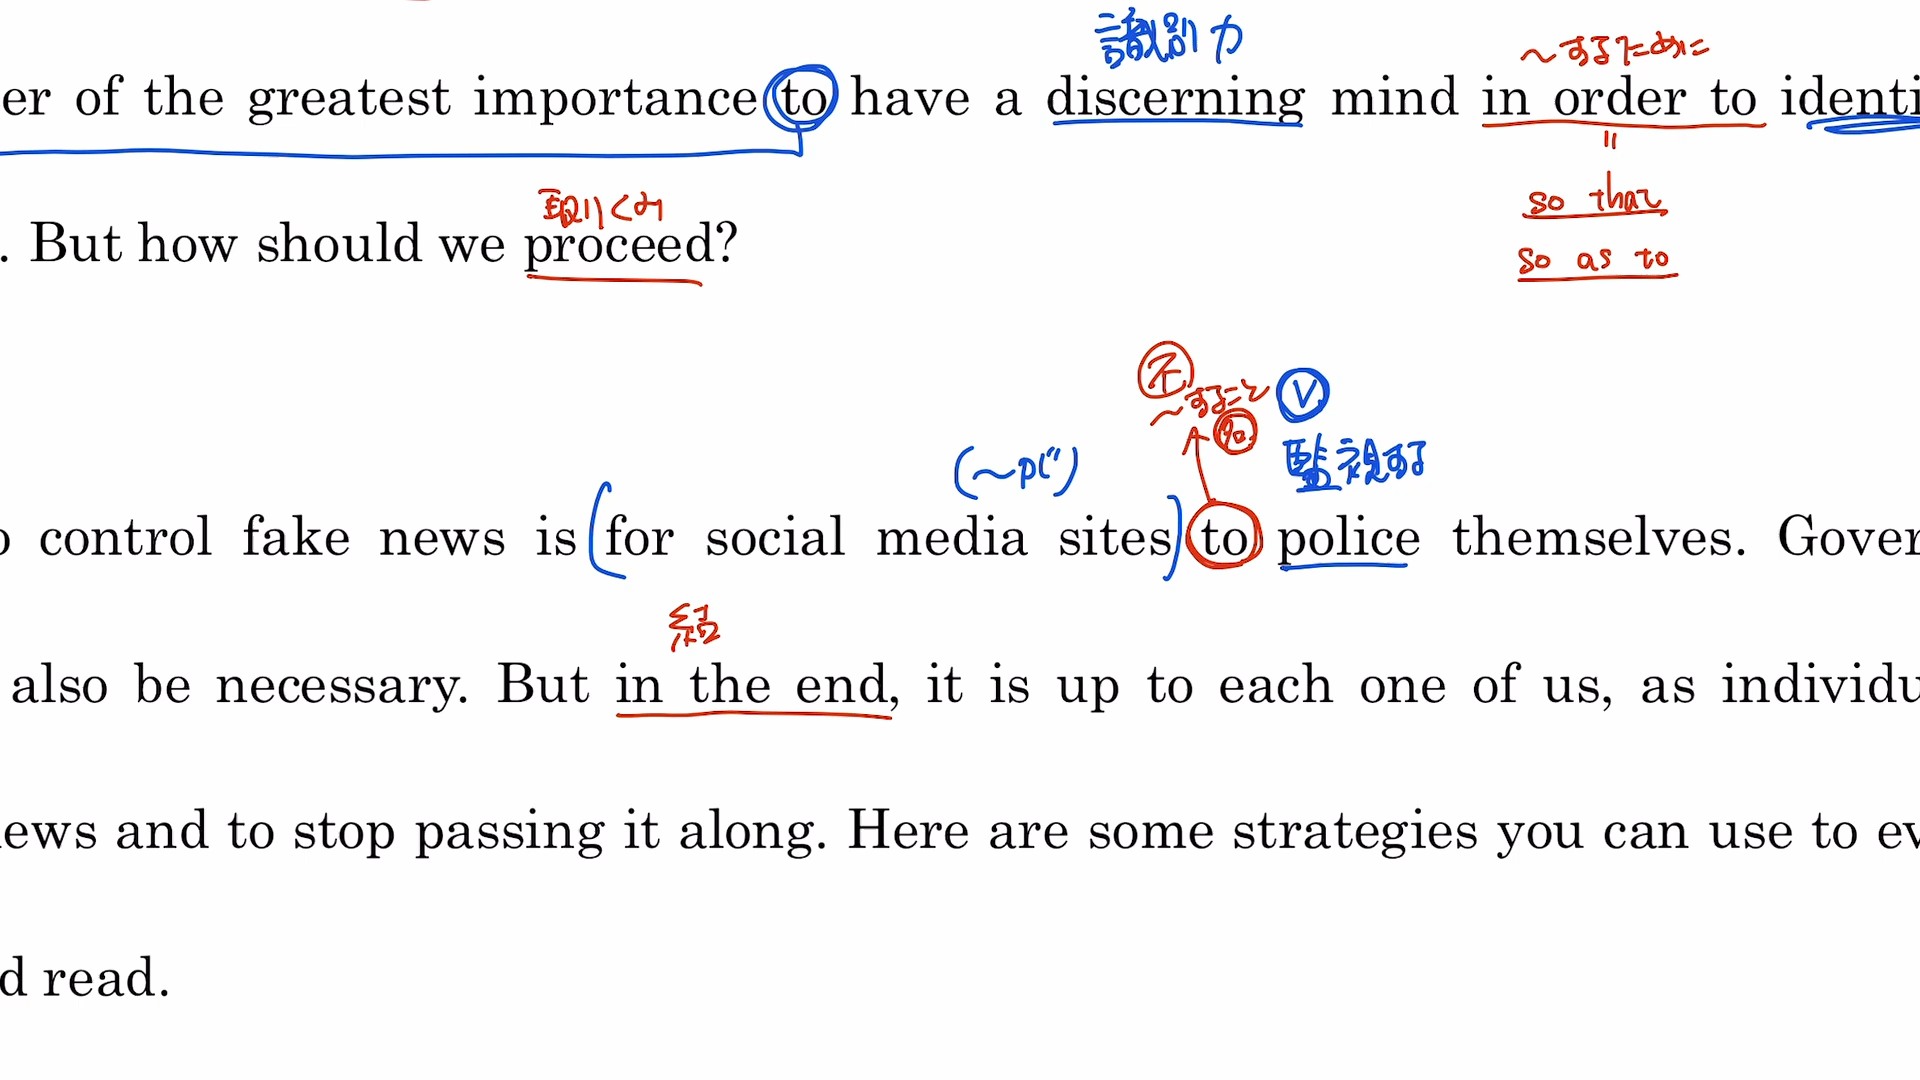 識別力 ～するために
er of the greatest importance to have a discerning mind in order to identi
=
取りくみ so that
. But how should we proceed?
so as to
不
～すること V
名
(～が) 監視する
control fake news is (for social media sites) to police themselves. Gover
結
also be necessary. But in the end, it is up to each one of us, as individu
ews and to stop passing it along. Here are some strategies you can use to ev
d read.